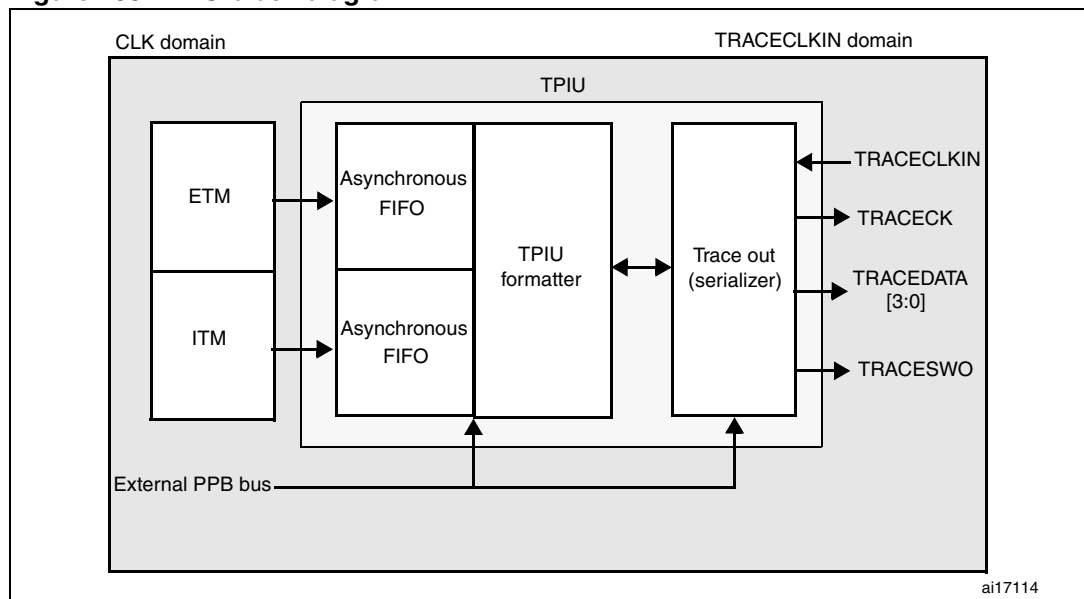 CLK domain
TRACECLKIN domain
TPIU
ETM
Asynchronous
FIFO
TPIU
formatter
Trace out
(serializer)
TRACECLKIN
TRACECK
TRACEDATA
[3:0]
TRACESWO
ITM
Asynchronous
FIFO
External PPB bus
ai17114